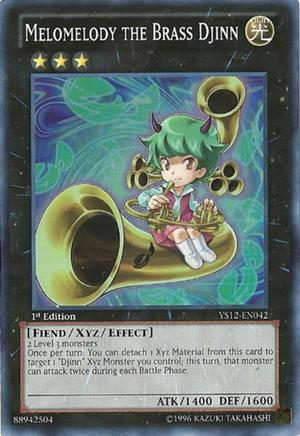 MELOMELODY THE BRASS DJINN
光
1st Edition
YS12-EN042
[FIEND/XYZ/EFFECT]
2 Level 3 monsters
Once per turn: You can detach 1 Xyz Material from this card to
target 1 "Djinn" Xyz Monster you control; this turn, that monster
can attack twice during each Battle Phase.
ATK/1400 DEF/1600
88942504
©1996 KAZUKI TAKAHASHI